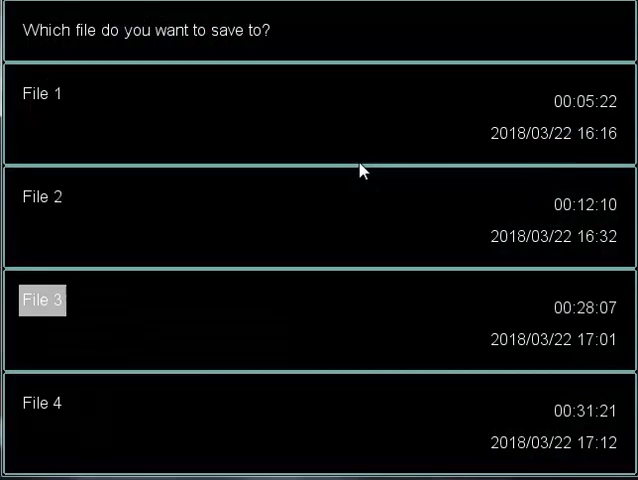 Which file do you want to save to?
File 1
00:05:22
2018/03/22 16:16
File 2
00:12:10
2018/03/22 16:32
File 3
00:28:07
2018/03/22 17:01
File 4
00:31:21
2018/03/22 17:12